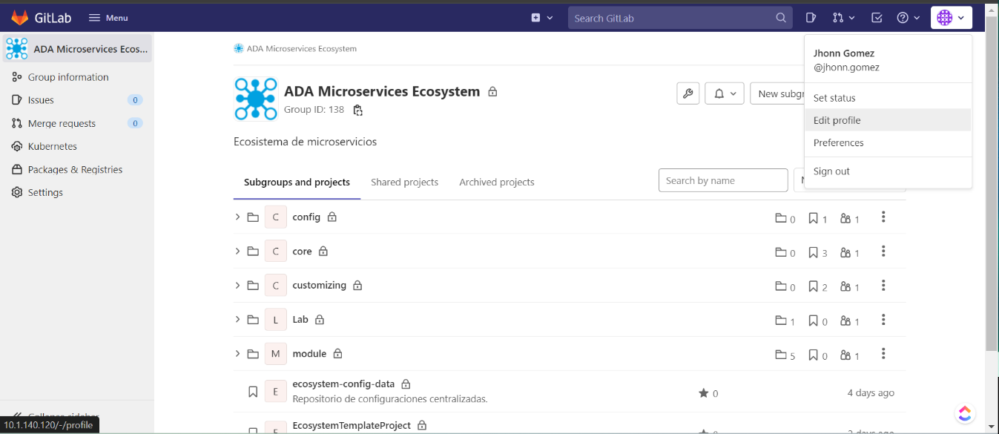 GitLab
Menu
Search GitLab
ADA Microservices Ecos...
Group information
Issues
0
Merge requests
0
Kubernetes
Packages & Registries
Settings
10.1.140.120/-/profile
ADA Microservices Ecosystem
ADA Microservices Ecosystem
Group ID: 138
New subgr
Ecosistema de microservicios
Jhonn Gomez
@jhonn.gomez
Set status
Edit profile
Preferences
Sign out
Subgroups and projects
Shared projects
Archived projects
Search by name
C config 0 1 1
C core 0 3 1
C customizing 0 2 1
L Lab 1 0 1
M module 5 0 1
E ecosystem-config-data 0 4 days ago
Repositorio de configuraciones centralizadas.
E EcosystemTemplateProject